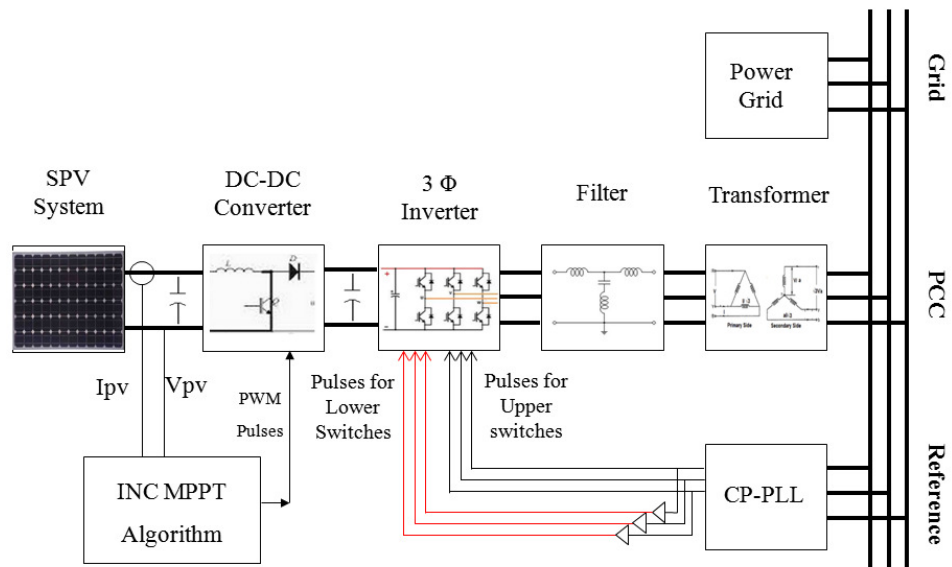 Power
Grid
Grid
SPV
System
DC-DC
Converter
3 Φ
Inverter
Filter
Transformer
L
D
Primary Side
Secondary Side
PCC
Ipv
Vpv
PWM
Pulses
Pulses for
Lower
Switches
Pulses for
Upper
switches
INC MPPT
Algorithm
CP-PLL
Reference